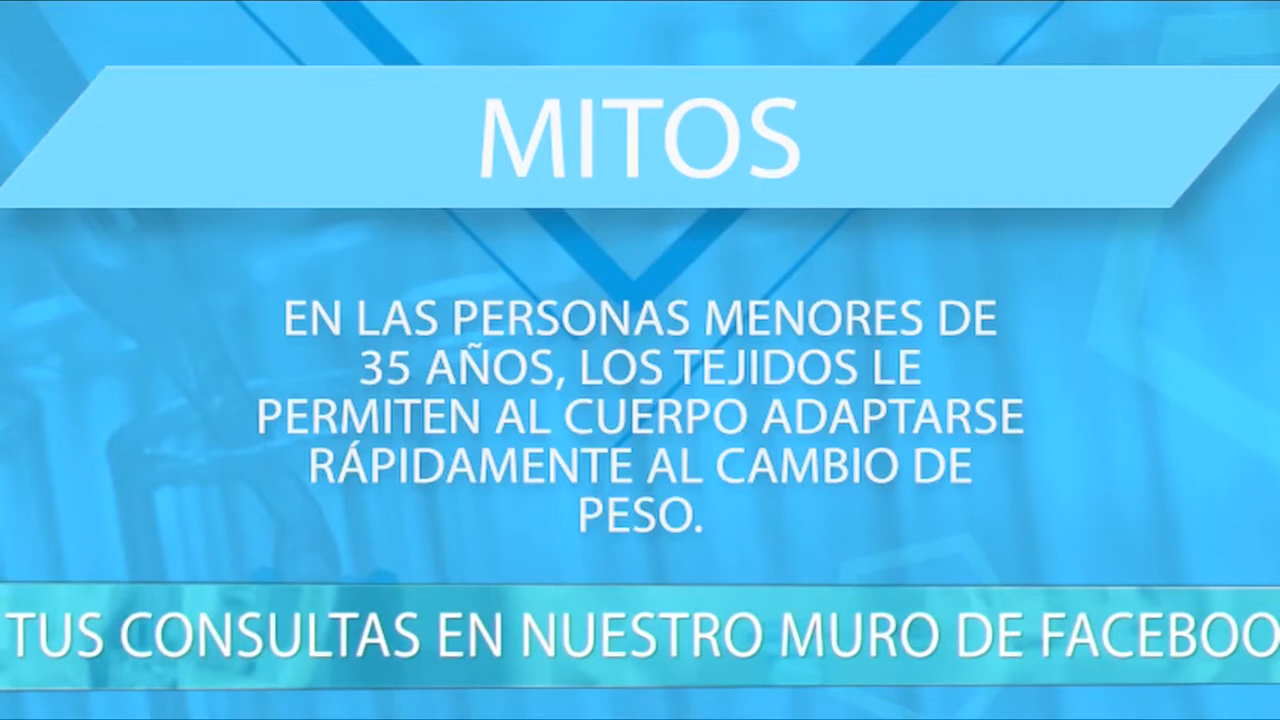 MITOS
EN LAS PERSONAS MENORES DE
35 AÑOS, LOS TEJIDOS LE
PERMITEN AL CUERPO ADAPTARSE
RÁPIDAMENTE AL CAMBIO DE
PESO.
TUS CONSULTAS EN NUESTRO MURO DE FACEBOO